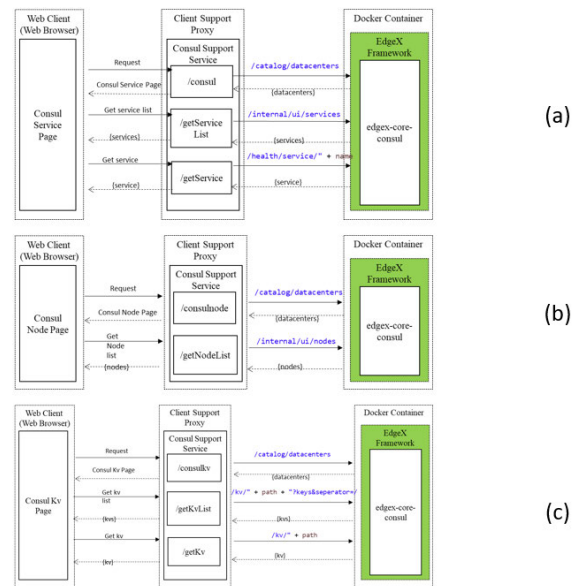 Web Client
(Web Browser)
Client Support
Proxy
Docker Container
Consul
Service
Page
Consul Support
Service
EdgeX
Framework
Request
/consul
/catalog/datacenters
Consul Service Page
{datacenters}
Get service list
/getService
List
/internal/ui/services
edgex-core-
consul
{services}
{services}
Get service
/getService
/health/service/" + name
{service}
{service}
(a)
Web Client
(Web Browser)
Client Support
Proxy
Docker Container
Consul
Node Page
Consul Support
Service
EdgeX
Framework
Request
/consulnode
/catalog/datacenters
Consul Node Page
{datacenters}
edgex-core-
consul
Get
Node
list
/getNodeList
/internal/ui/nodes
{nodes}
{nodes}
(b)
Web Client
(Web Browser)
Client Support
Proxy
Docker Container
Consul Kv
Page
Consul Support
Service
EdgeX
Framework
Request
/consulkv
/catalog/datacenters
Consul Kv Page
{datacenters}
Get kv
list
/getKvList
/kv/" + path + "?keys&seperator=/
edgex-core-
consul
{kvs}
{kvs}
Get kv
/getKv
/kv/" + path
{kv}
{kv}
(c)